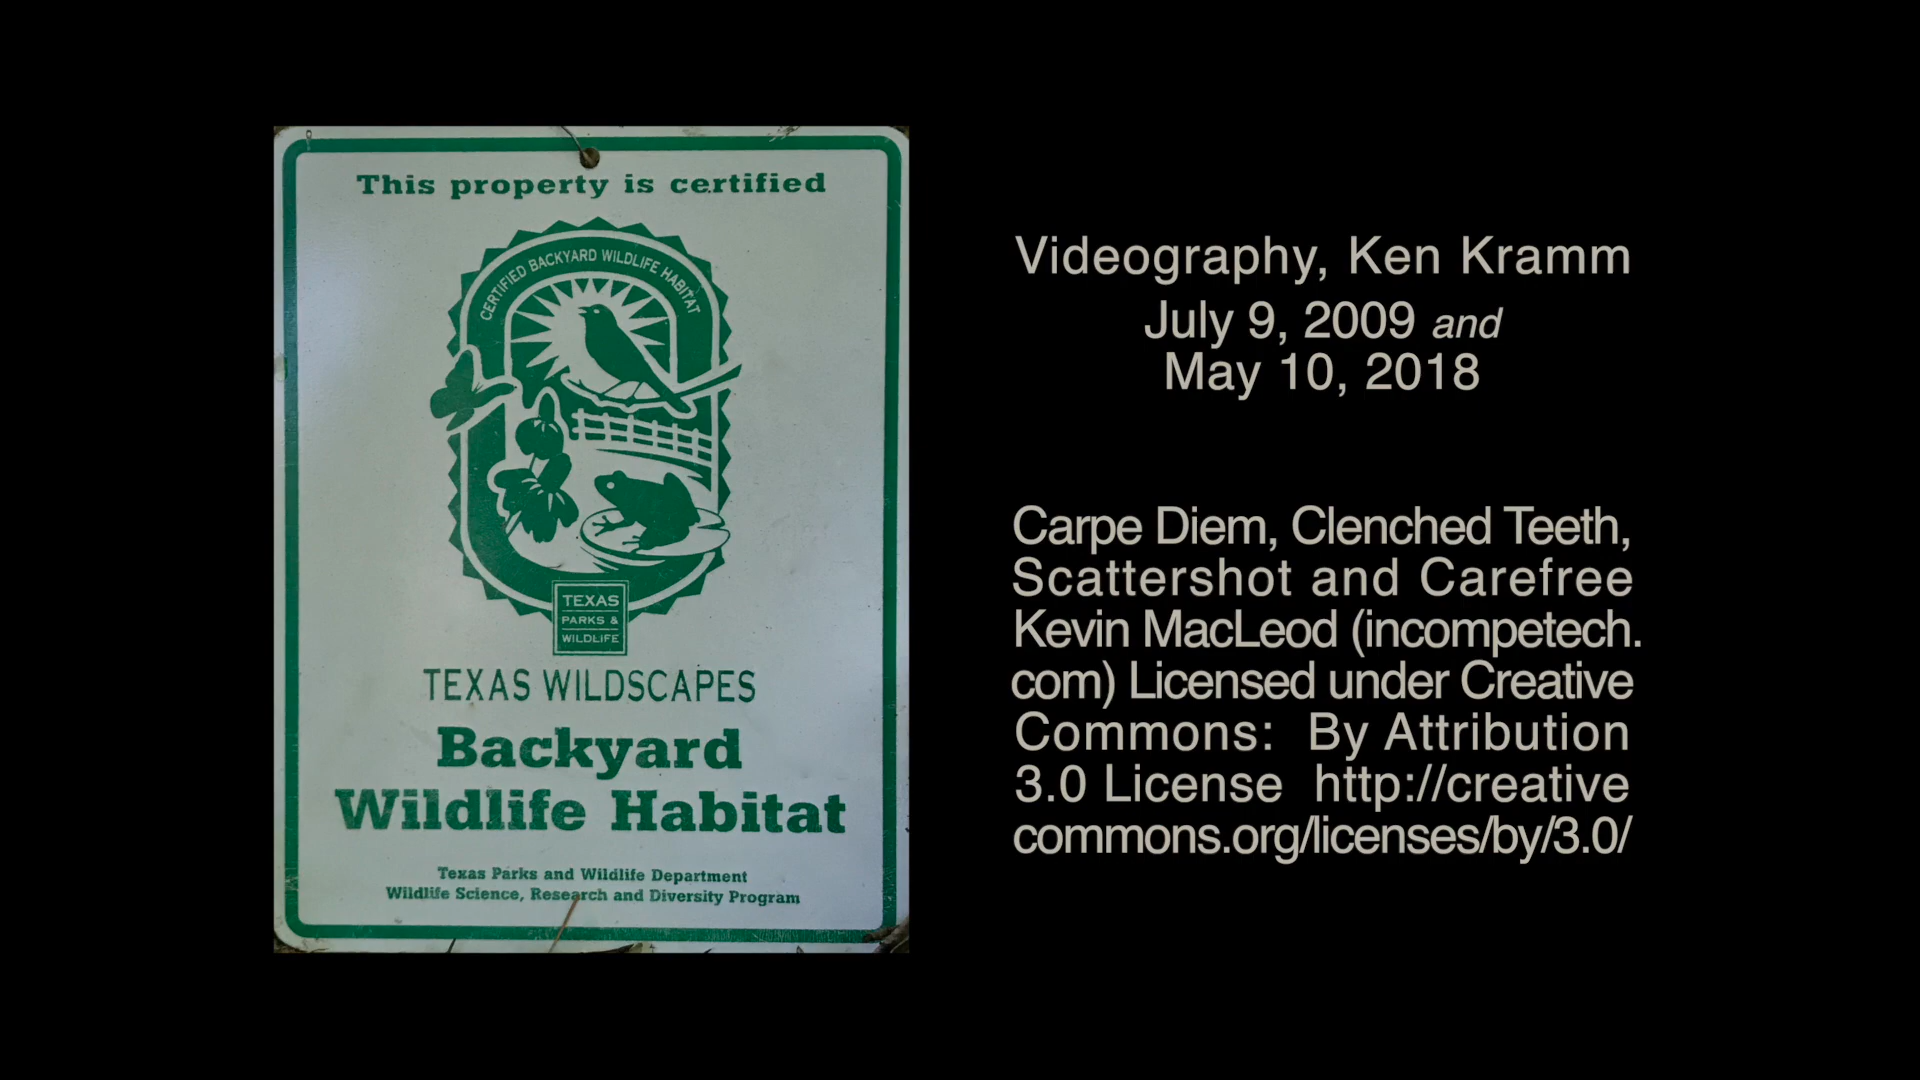 This property is certified
CERTIFIED BACKYARD WILDLIFE HABITAT
TEXAS
PARKS &
WILDLIFE
TEXAS WILDSCAPES
Backyard
Wildlife Habitat
Texas Parks and Wildlife Department
Wildlife Science, Research and Diversity Program
Videography, Ken Kramm
July 9, 2009 and
May 10, 2018
Carpe Diem, Clenched Teeth,
Scattershot and Carefree
Kevin MacLeod (incompetech.
com) Licensed under Creative
Commons:  By Attribution
3.0 License  http://creative
commons.org/licenses/by/3.0/